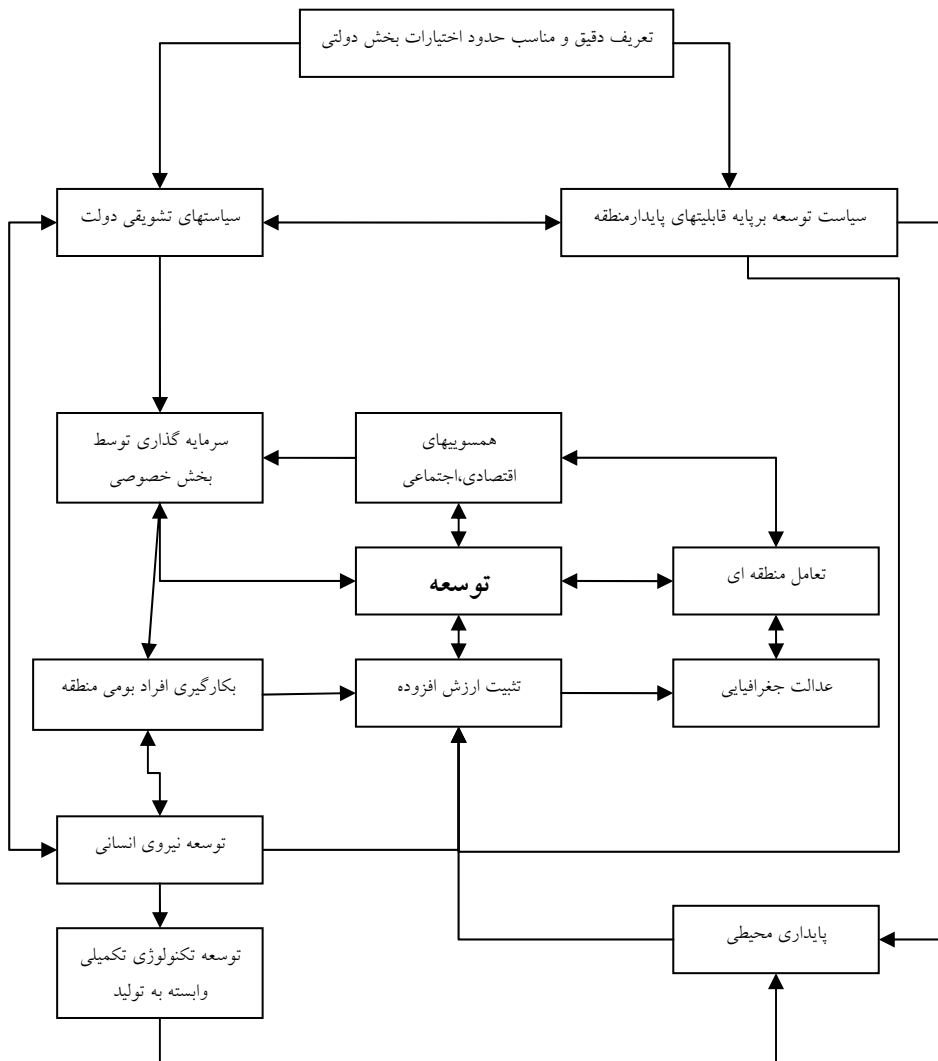 تعریف دقیق و مناسب حدود اختیارات بخش دولتی
سیاست توسعه برپایه قابلیتهای پایدارمنطقه
سیاستهای تشویقی دولت
همسوییهای
اقتصادی،اجتماعی
سرمایه گذاری توسط
بخش خصوصی
تعامل منطقه ای
توسعه
عدالت جغرافیایی
تثبیت ارزش افزوده
بکارگیری افراد بومی منطقه
توسعه نیروی انسانی
پایداری محیطی
توسعه تکنولوژی تکمیلی
وابسته به تولید